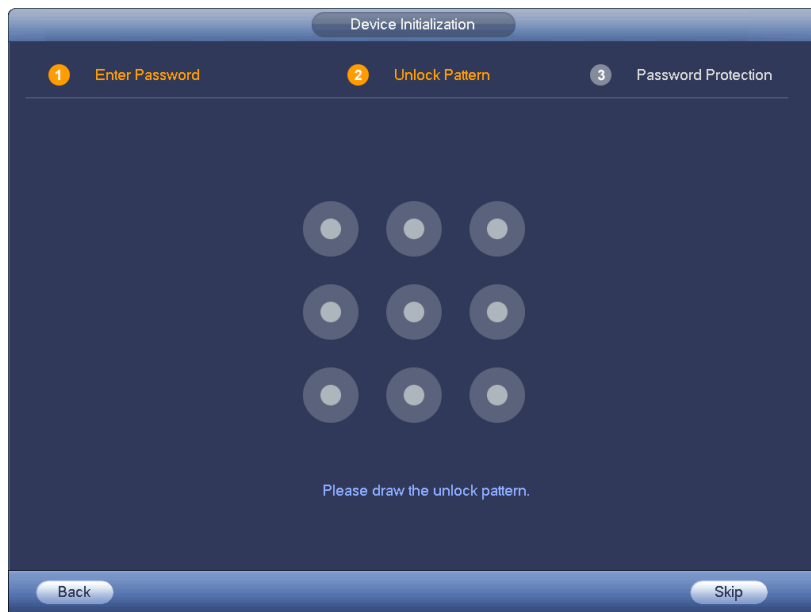 Device Initialization
1 Enter Password 2 Unlock Pattern 3 Password Protection
Please draw the unlock pattern.
Back Skip